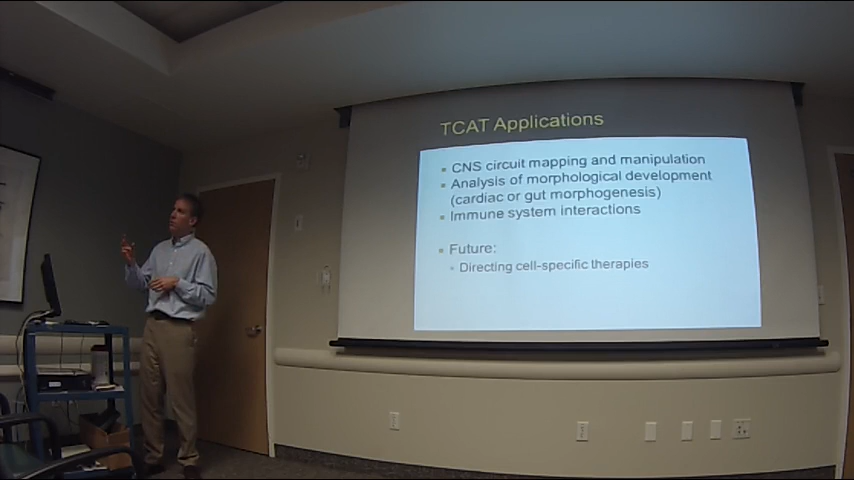 TCAT Applications
CNS circuit mapping and manipulation
Analysis of morphological development
(cardiac or gut morphogenesis)
Immune system interactions
Future:
Directing cell-specific therapies